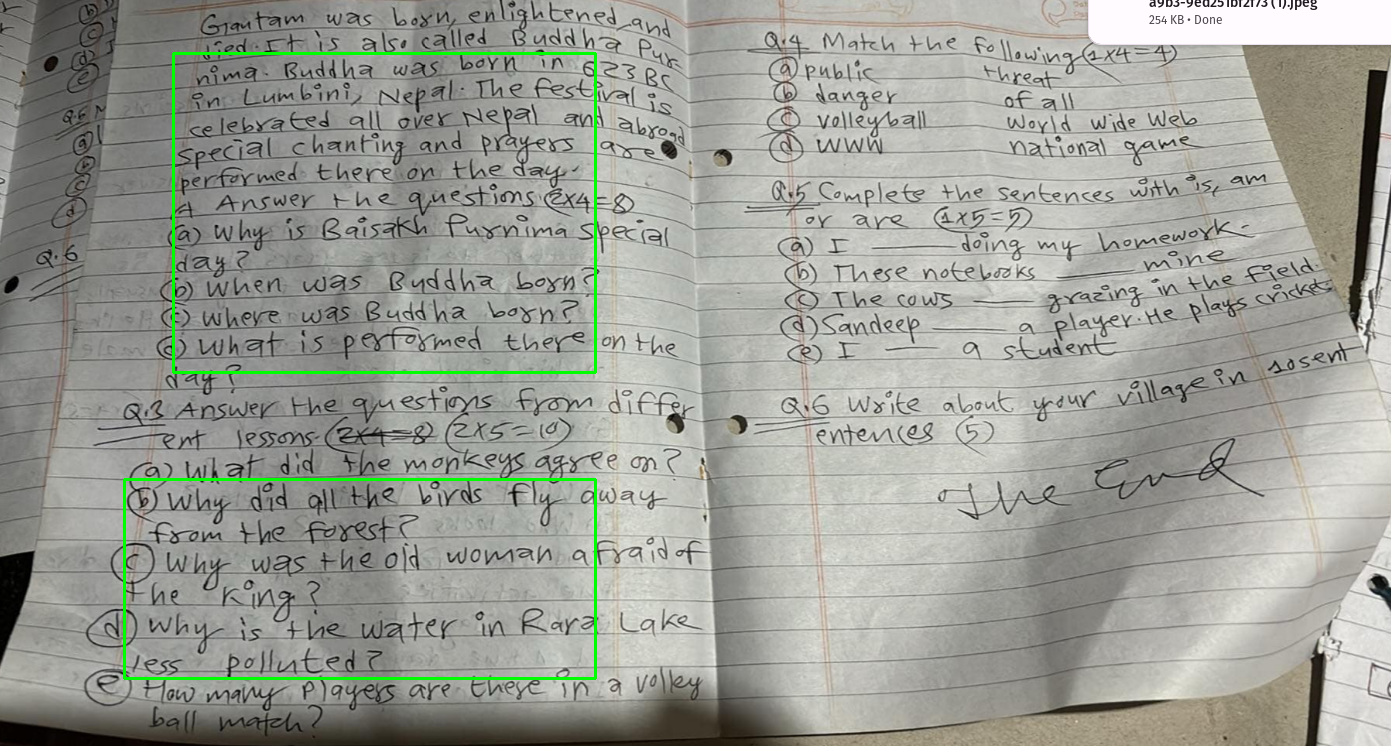 Gautam was born, enlightened and
died. It is also called Buddha Pur
nima. Buddha was born in 623 BC
in Lumbini, Nepal. The festival is
celebrated all over Nepal and abroad
special chanting and prayers are
performed there on the day.
A Answer the questions (2x4=8)
(a) Why is Baisakh Purnima special
day?
(b) When was Buddha born?
(c) Where was Buddha born?
(d) What is performed there on the
day?
Q.3 Answer the questions from differ
ent lessons. (2x4=8) (2x5=10)
(a) What did the monkeys agree on?
(b) Why did all the birds fly away
from the forest?
(c) Why was the old woman afraid of
the King?
(d) Why is the water in Rara Lake
less polluted?
(e) How many players are these in a volley
ball match?
Q.6
a9b3-9ed251bf2f73 (1).jpeg
254 KB • Done
Q.4 Match the following (1x4=4)
(a) public threat
(b) danger of all
(c) volleyball World Wide Web
(d) WWW national game
Q.5 Complete the sentences with is, am
or are (1x5=5)
(a) I ______ doing my homework.
(b) These notebooks ______ mine
(c) The cows ____ grazing in the field.
(d) Sandeep ____ a player. He plays cricket.
(e) I ____ a student
Q.6 Write about your village in 10 sent
entences (5)
The End